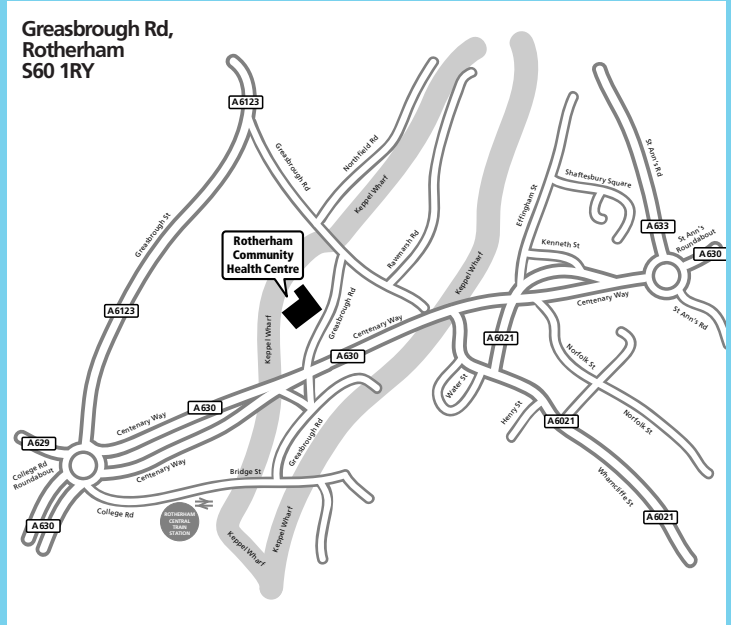 Greasbrough Rd,
Rotherham
S60 1RY
A6123
Greasbrough Rd
Northfield Rd
Keppel Wharf
St Ann's Rd
Shaftesbury Square
Effingham St
Greasbrough St
A633
St Ann's
Roundabout
A630
Rotherham
Community
Health Centre
Rawmarsh Rd
Kenneth St
Keppel Wharf
Centenary Way
A6123
Greasbrough Rd
Centenary Way
St Ann's Rd
Keppel Wharf
A6021
A630
Norfolk St
Water St
A630
Centenary Way
Henry St
A6021
Norfolk St
Greasbrough Rd
A629
College Rd
Roundabout
Centenary Way
Bridge St
Wharncliffe St
College Rd
ROTHERHAM
CENTRAL
TRAIN
STATION
A630
Keppel Wharf
Keppel Wharf
A6021